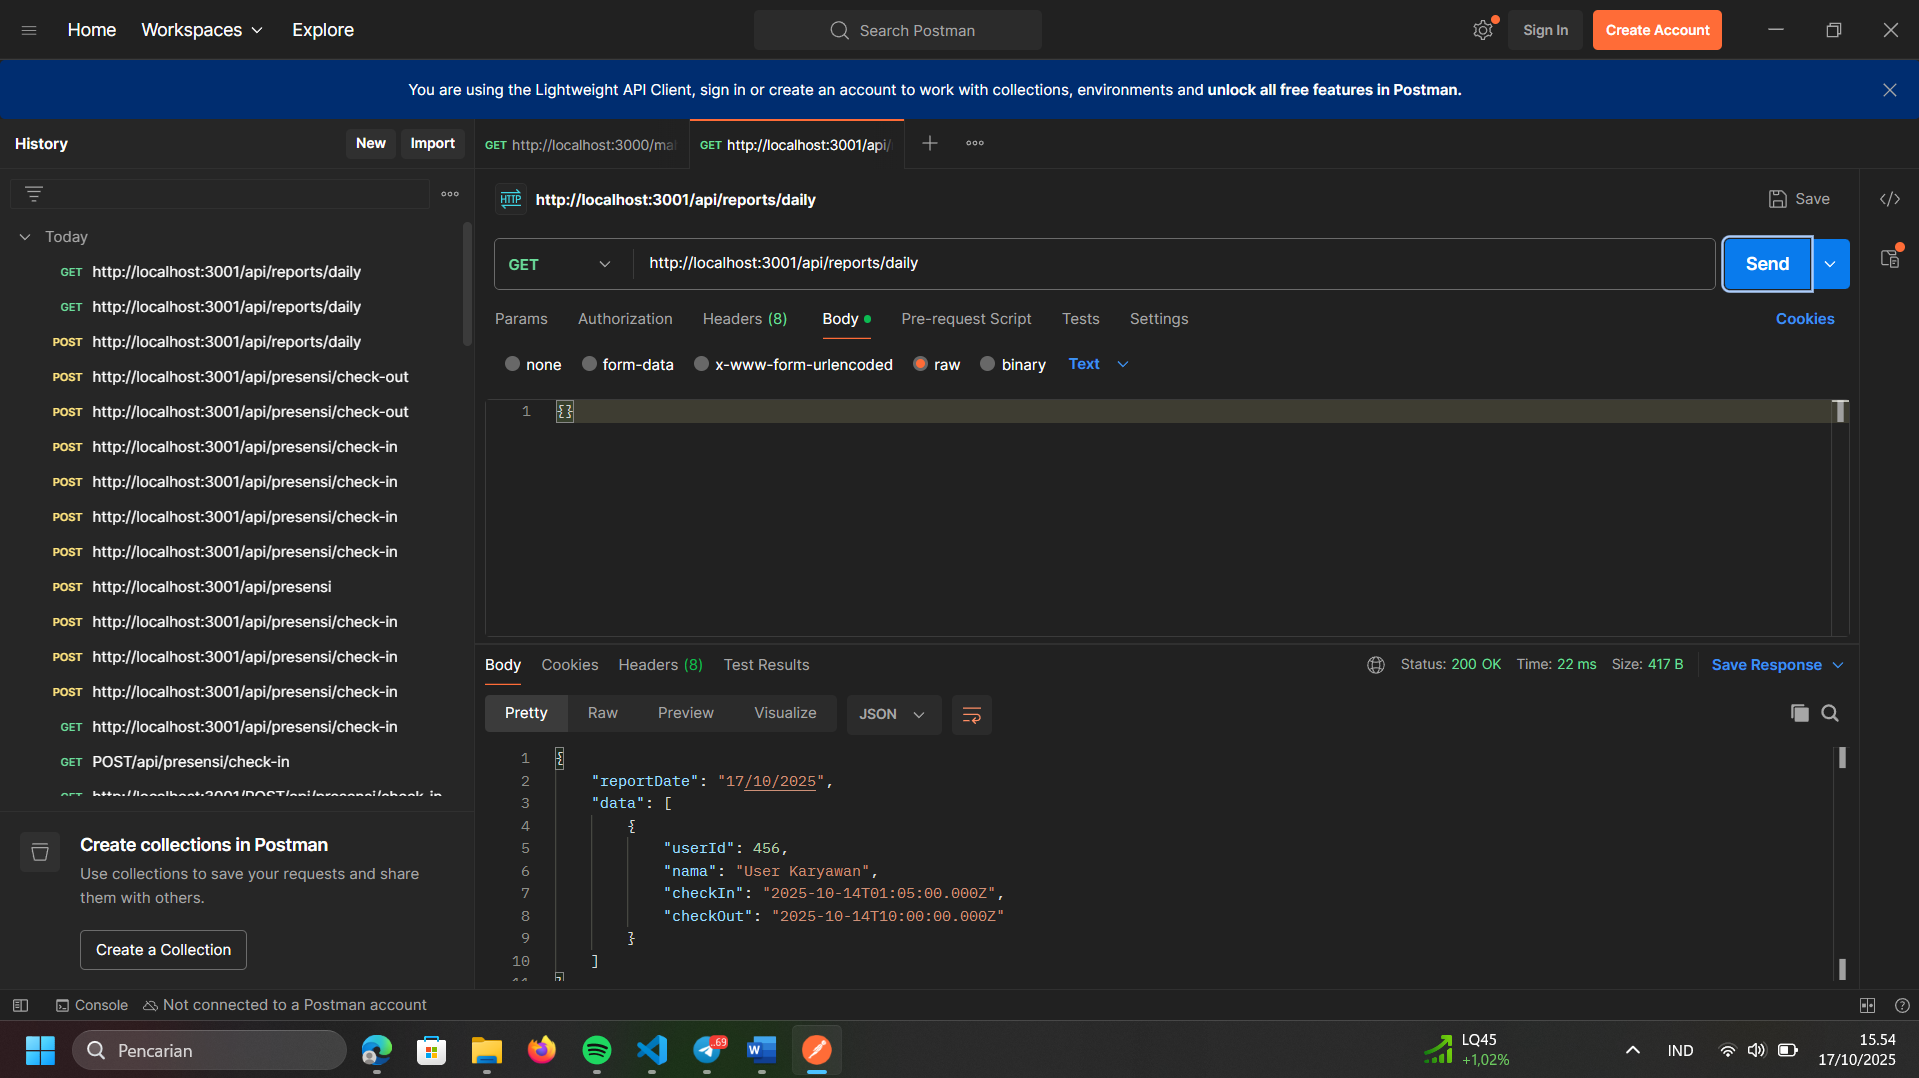 Home Workspaces Explore
Search Postman
Sign In
Create Account
You are using the Lightweight API Client, sign in or create an account to work with collections, environments and unlock all free features in Postman.
History
New
Import
GET http://localhost:3000/mal
GET http://localhost:3001/api/
HTTP http://localhost:3001/api/reports/daily
Save
Today
GET http://localhost:3001/api/reports/daily
GET http://localhost:3001/api/reports/daily
POST http://localhost:3001/api/reports/daily
POST http://localhost:3001/api/presensi/check-out
POST http://localhost:3001/api/presensi/check-out
POST http://localhost:3001/api/presensi/check-in
POST http://localhost:3001/api/presensi/check-in
POST http://localhost:3001/api/presensi/check-in
POST http://localhost:3001/api/presensi/check-in
POST http://localhost:3001/api/presensi
POST http://localhost:3001/api/presensi/check-in
POST http://localhost:3001/api/presensi/check-in
POST http://localhost:3001/api/presensi/check-in
GET http://localhost:3001/api/presensi/check-in
GET POST/api/presensi/check-in
GET http://localhost:3001/POST/api/presensi/check-in
Create collections in Postman
Use collections to save your requests and share
them with others.
Create a Collection
GET http://localhost:3001/api/reports/daily
Send
Params Authorization Headers (8) Body Pre-request Script Tests Settings
Cookies
none form-data x-www-form-urlencoded raw binary Text
1 {}
Body Cookies Headers (8) Test Results
Status: 200 OK Time: 22 ms Size: 417 B
Save Response
Pretty Raw Preview Visualize JSON
1 {
2 "reportDate": "17/10/2025",
3 "data": [
4 {
5 "userId": 456,
6 "nama": "User Karyawan",
7 "checkIn": "2025-10-14T01:05:00.000Z",
8 "checkOut": "2025-10-14T10:00:00.000Z"
9 }
10 ]
11 }
Console Not connected to a Postman account
Pencarian
.69
LQ45
+1,02%
IND
15.54
17/10/2025